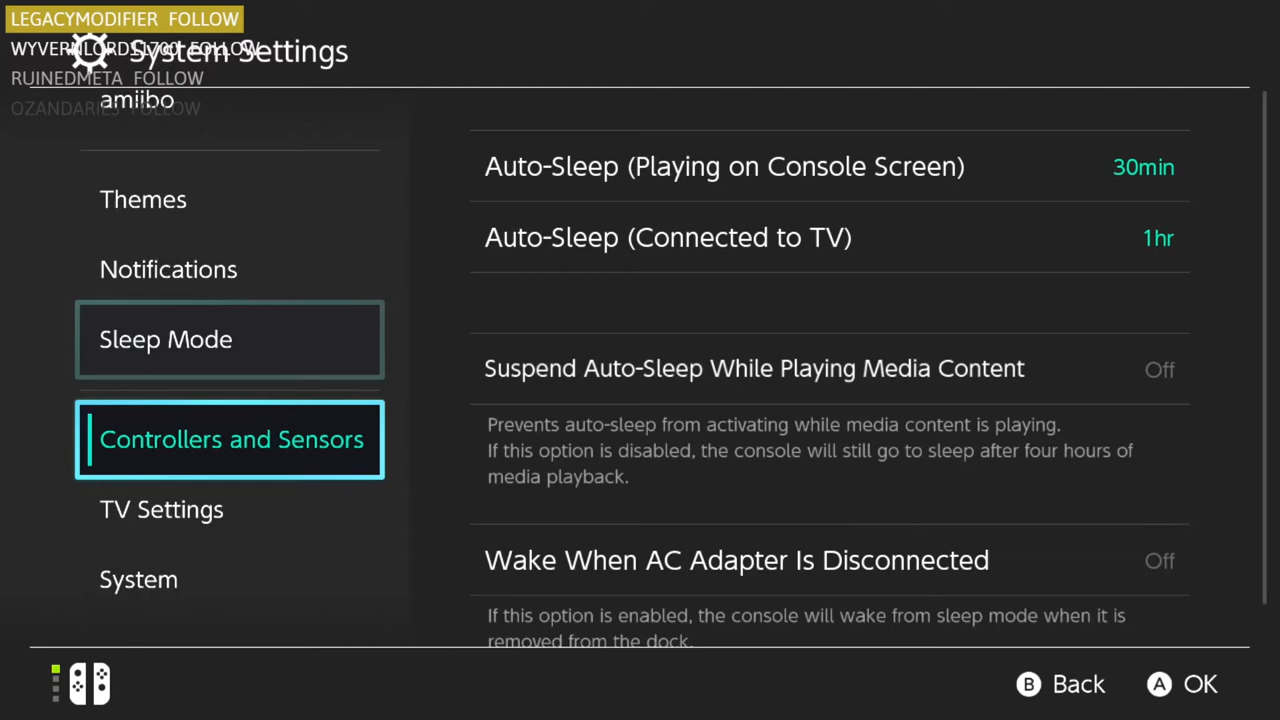 LEGACYMODIFIER FOLLOW
WYVERNLORD11700 FOLLOW
System Settings
RUINEDMETA FOLLOW
amiibo
OZANDARIES FOLLOW
Themes
Notifications
Sleep Mode
Controllers and Sensors
TV Settings
System
Auto-Sleep (Playing on Console Screen) 30min
Auto-Sleep (Connected to TV) 1hr
Suspend Auto-Sleep While Playing Media Content Off
Prevents auto-sleep from activating while media content is playing.
If this option is disabled, the console will still go to sleep after four hours of
media playback.
Wake When AC Adapter Is Disconnected Off
If this option is enabled, the console will wake from sleep mode when it is
removed from the dock.
B Back A OK